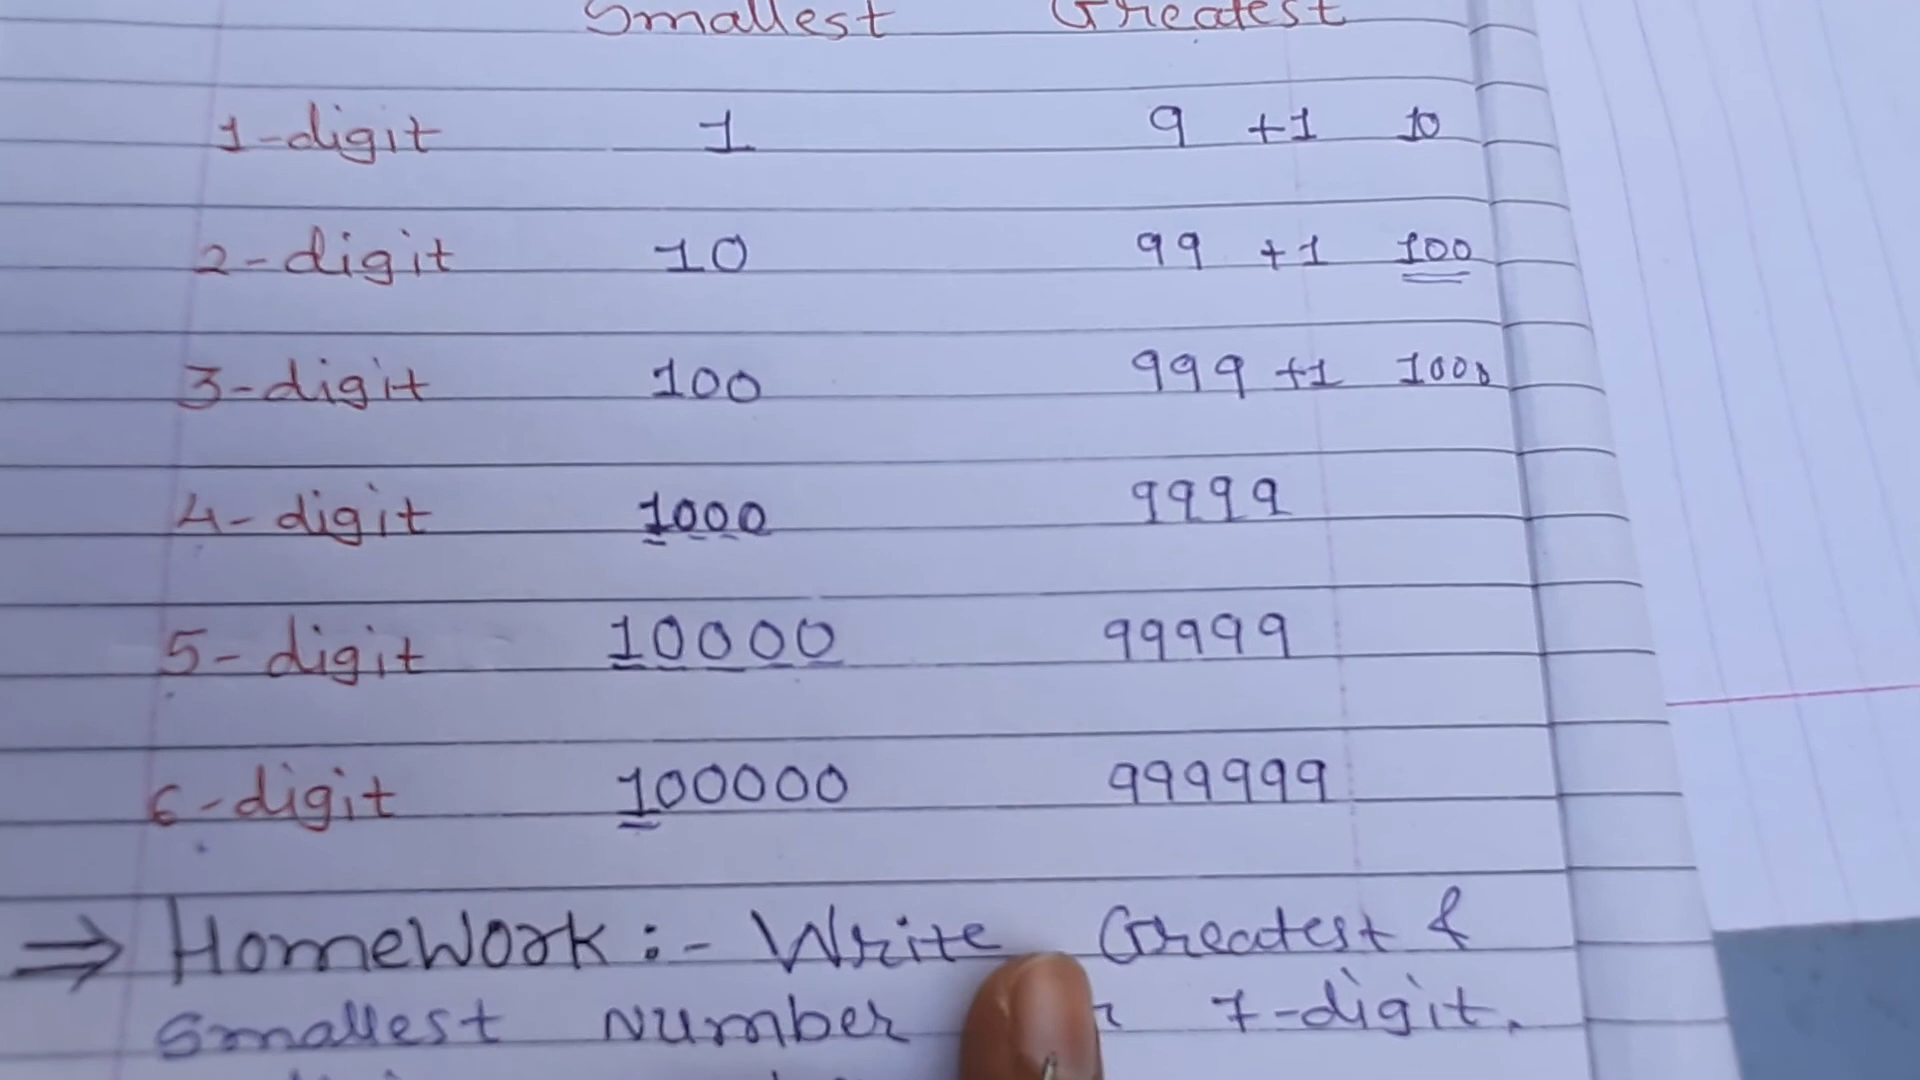 Smallest Greatest
1-digit 1 9 +1 10
2-digit 10 99 +1 100
3-digit 100 999 +1 1000
4-digit 1000 9999
5-digit 10000 99999
6-digit 100000 999999
⇒ HomeWork :- Write Greatest &
Smallest Number 7-digit.